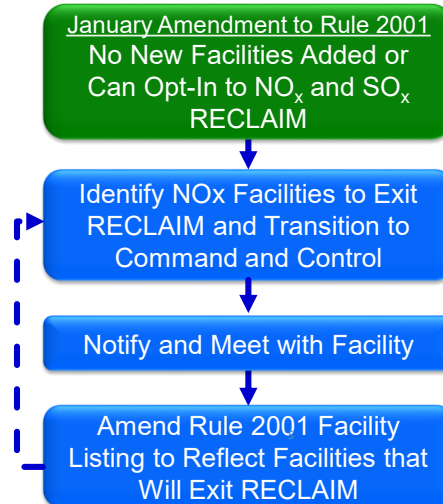 January Amendment to Rule 2001
No New Facilities Added or
Can Opt-In to NOx and SOx
RECLAIM
Identify NOx Facilities to Exit
RECLAIM and Transition to
Command and Control
Notify and Meet with Facility
Amend Rule 2001 Facility
Listing to Reflect Facilities that
Will Exit RECLAIM